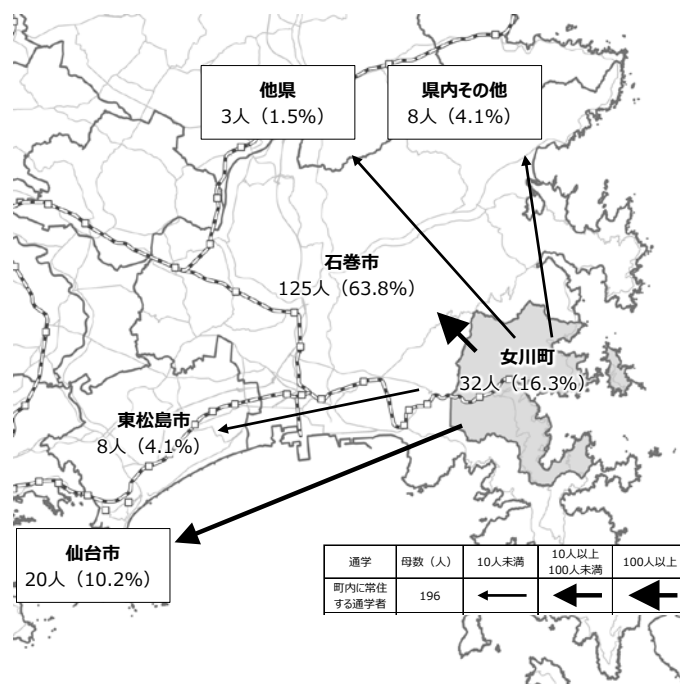 他県
3人（1.5%）
県内その他
8人（4.1%）
石巻市
125人（63.8%）
女川町
32人（16.3%）
東松島市
8人（4.1%）
仙台市
20人（10.2%）
通学
母数（人）
10人未満
10人以上
100人未満
100人以上
町内に常住
する通学者
196